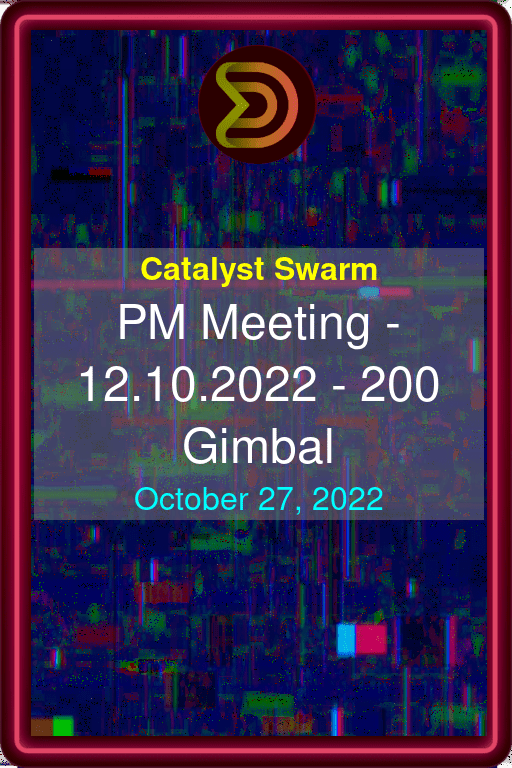 Catalyst Swarm
PM Meeting -
12.10.2022 - 200
Gimbal
October 27, 2022